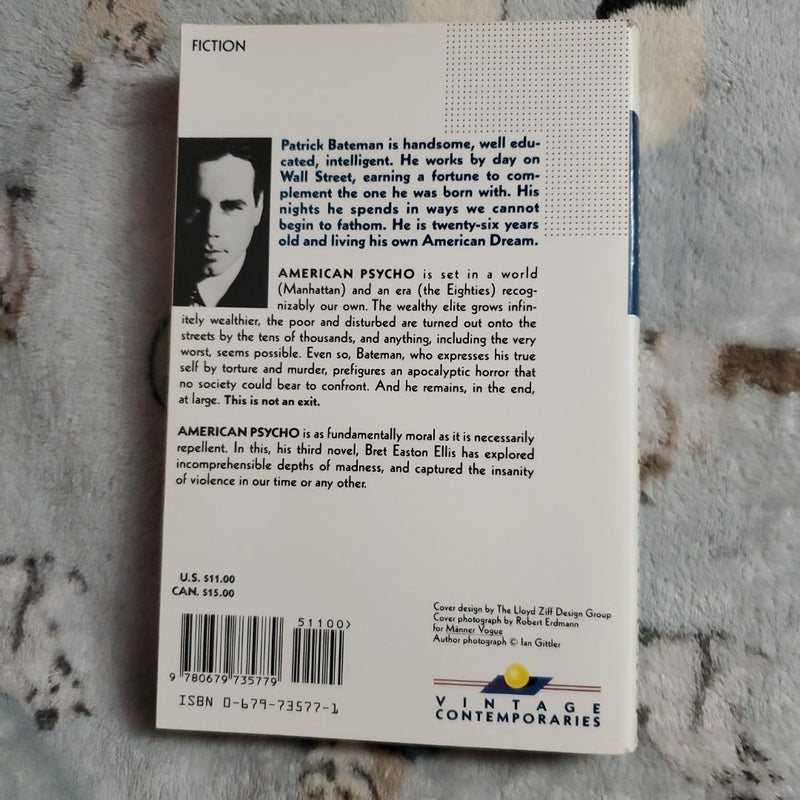 FICTION
Patrick Bateman is handsome, well edu-
cated, intelligent. He works by day on
Wall Street, earning a fortune to com-
plement the one he was born with. His
nights he spends in ways we cannot
begin to fathom. He is twenty-six years
old and living his own American Dream.
AMERICAN PSYCHO is set in a world
(Manhattan) and an era (the Eighties) recog-
nizably our own. The wealthy elite grows infin-
itely wealthier, the poor and disturbed are turned out onto the
streets by the tens of thousands, and anything, including the very
worst, seems possible. Even so, Bateman, who expresses his true
self by torture and murder, prefigures an apocalyptic horror that
no society could bear to confront. And he remains, in the end,
at large. This is not an exit.
AMERICAN PSYCHO is as fundamentally moral as it is necessarily
repellent. In this, his third novel, Bret Easton Ellis has explored
incomprehensible depths of madness, and captured the insanity
of violence in our time or any other.
U.S. $11.00
CAN. $15.00
51100>
9 780679 735779
ISBN 0-679-73577-1
Cover design by The Lloyd Ziff Design Group
Cover photograph by Robert Erdmann
for Männer Vogue
Author photograph © Ian Gittler
VINTAGE
CONTEMPORARIES